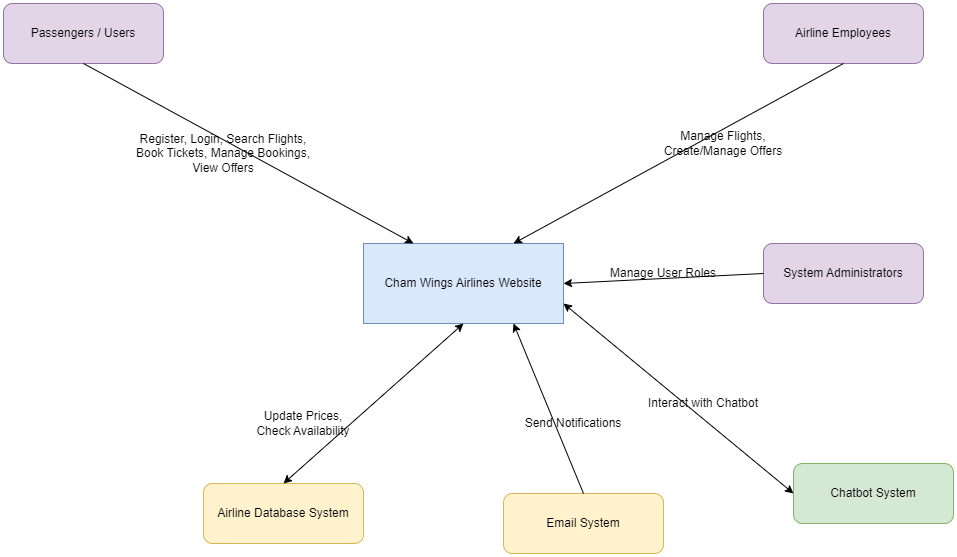 Passengers / Users
Airline Employees
Register, Login, Search Flights,
Book Tickets, Manage Bookings,
View Offers
Manage Flights,
Create/Manage Offers
Cham Wings Airlines Website
Manage User Roles
System Administrators
Update Prices,
Check Availability
Send Notifications
Interact with Chatbot
Airline Database System
Email System
Chatbot System